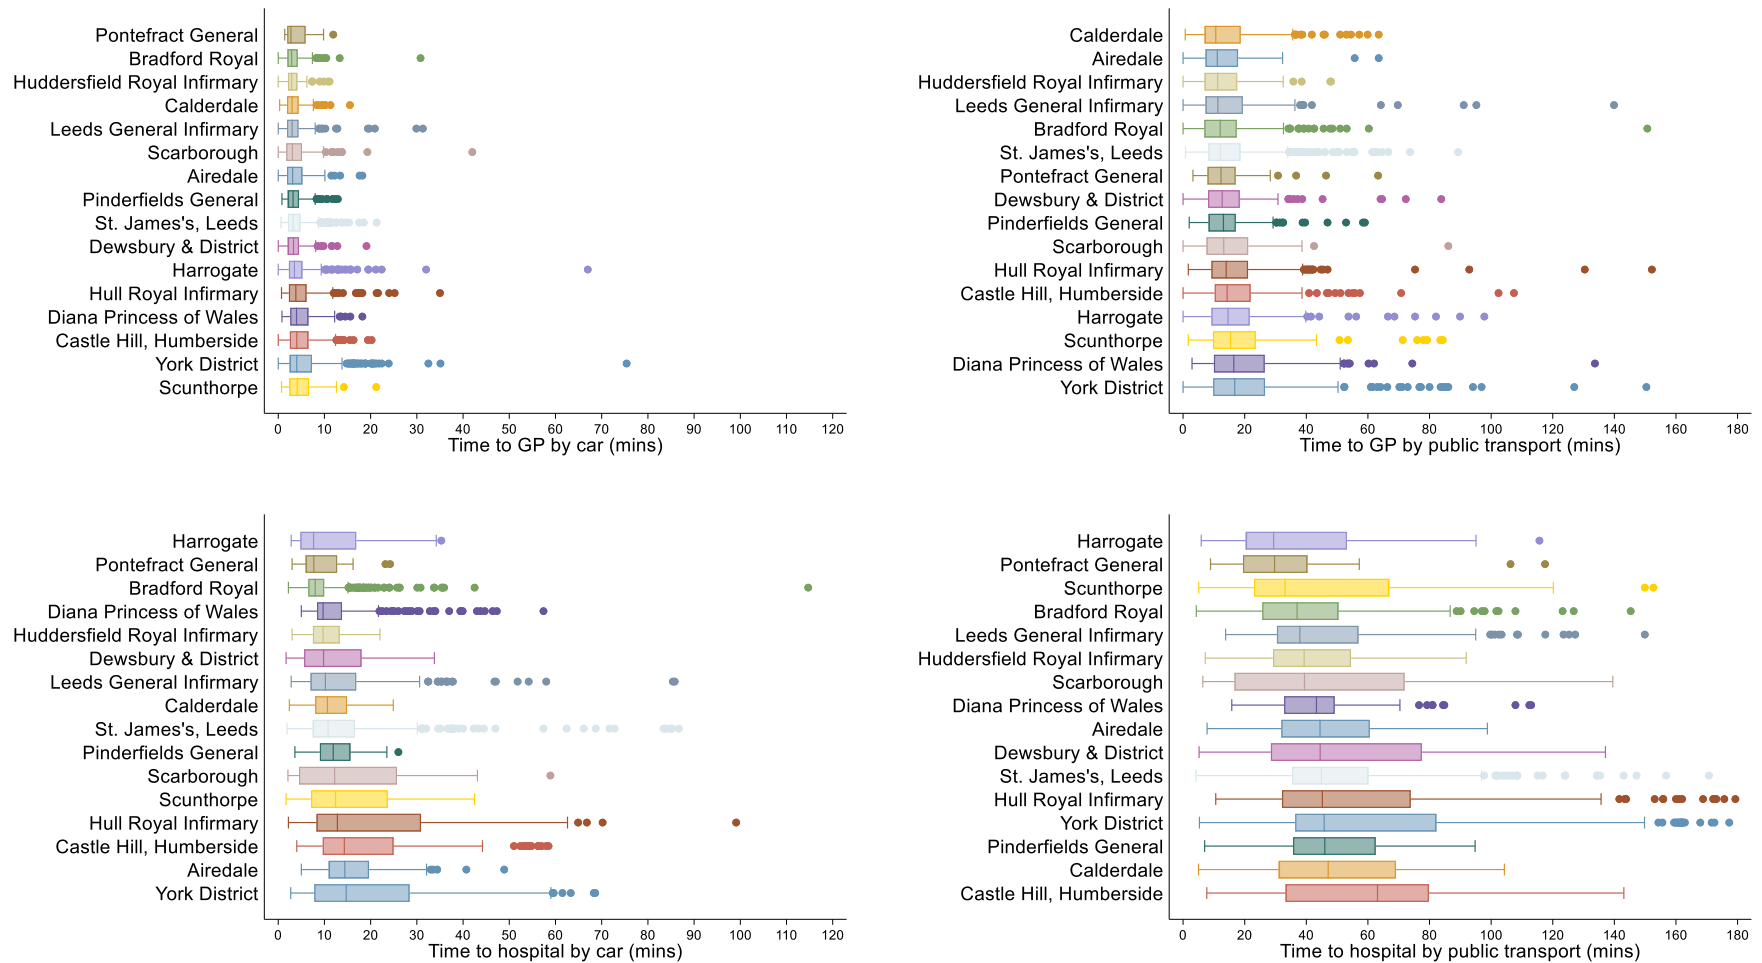 Pontefract General
Bradford Royal
Huddersfield Royal Infirmary
Calderdale
Leeds General Infirmary
Scarborough
Airedale
Pinderfields General
St. James's, Leeds
Dewsbury & District
Harrogate
Hull Royal Infirmary
Diana Princess of Wales
Castle Hill, Humberside
York District
Scunthorpe
0 10 20 30 40 50 60 70 80 90 100 110 120
Time to GP by car (mins)
Calderdale
Airedale
Huddersfield Royal Infirmary
Leeds General Infirmary
Bradford Royal
St. James's, Leeds
Pontefract General
Dewsbury & District
Pinderfields General
Scarborough
Hull Royal Infirmary
Castle Hill, Humberside
Harrogate
Scunthorpe
Diana Princess of Wales
York District
0 20 40 60 80 100 120 140 160 180
Time to GP by public transport (mins)
Harrogate
Pontefract General
Bradford Royal
Diana Princess of Wales
Huddersfield Royal Infirmary
Dewsbury & District
Leeds General Infirmary
Calderdale
St. James's, Leeds
Pinderfields General
Scarborough
Scunthorpe
Hull Royal Infirmary
Castle Hill, Humberside
Airedale
York District
0 10 20 30 40 50 60 70 80 90 100 110 120
Time to hospital by car (mins)
Harrogate
Pontefract General
Scunthorpe
Bradford Royal
Leeds General Infirmary
Huddersfield Royal Infirmary
Scarborough
Diana Princess of Wales
Airedale
Dewsbury & District
St. James's, Leeds
Hull Royal Infirmary
York District
Pinderfields General
Calderdale
Castle Hill, Humberside
0 20 40 60 80 100 120 140 160 180
Time to hospital by public transport (mins)